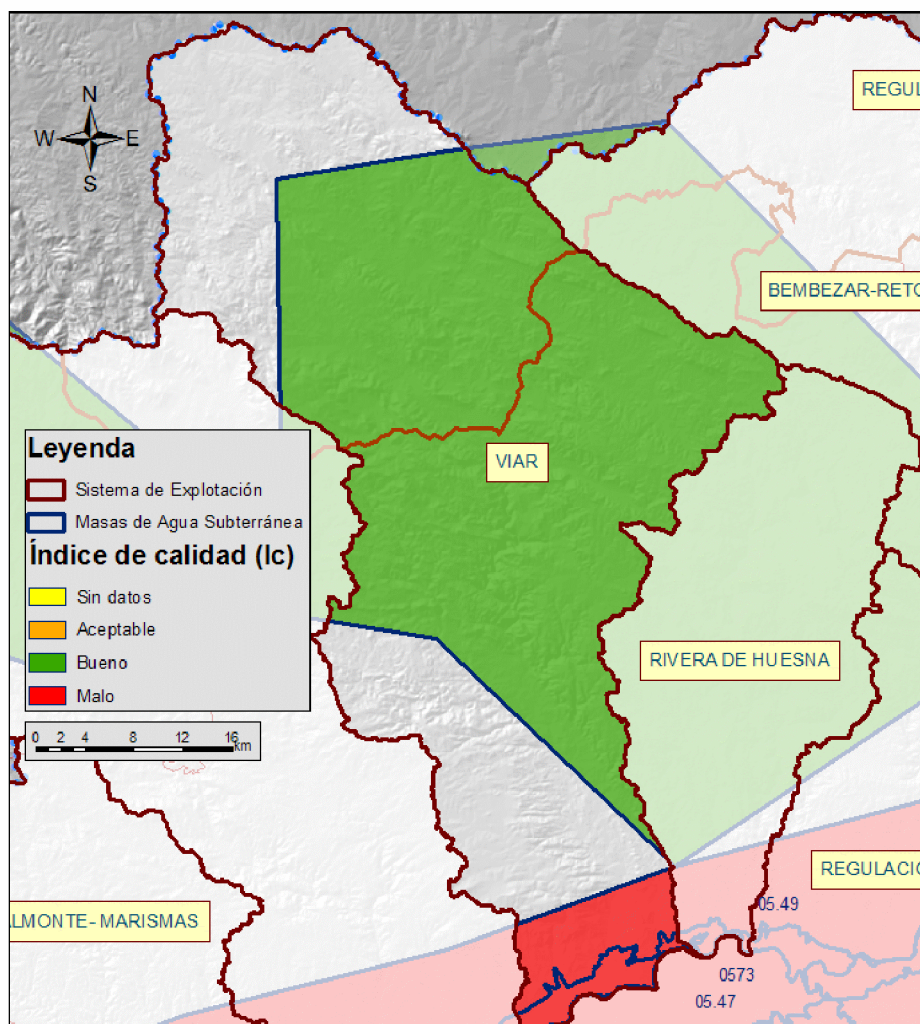 N
W E
S
REGUL
BEMBEZAR-RETO
VIAR
Leyenda
Sistema de Explotación
Masas de Agua Subterránea
Índice de calidad (Ic)
Sin datos
Aceptable
Bueno
Malo
0 2 4 8 12 16
km
RIVERA DE HUESNA
REGULACIO
ALMONTE- MARISMAS
05.49
0573
05.47